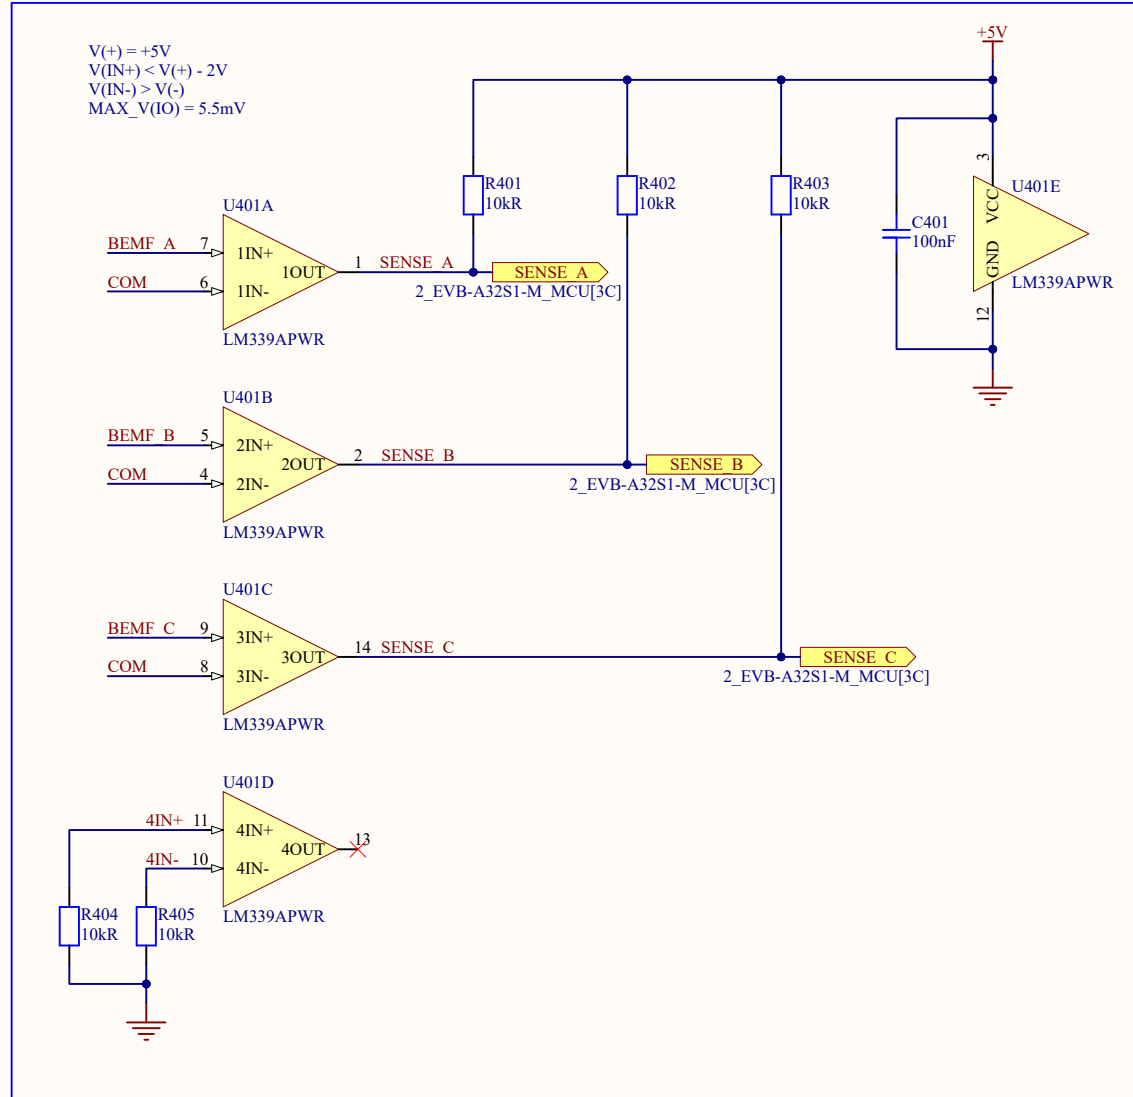 V(+) = +5V
V(IN+) < V(+) - 2V
V(IN-) > V(-)
MAX_V(IO) = 5.5mV
+5V
R401
10kR
R402
10kR
R403
10kR
3
VCC
GND
12
U401E
LM339APWR
C401
100nF
U401A
BEMF_A
7
1IN+
COM
6
1IN-
1OUT
1
SENSE_A
SENSE_A
2_EVB-A32S1-M_MCU[3C]
LM339APWR
U401B
BEMF_B
5
2IN+
COM
4
2IN-
2OUT
2
SENSE_B
SENSE_B
2_EVB-A32S1-M_MCU[3C]
LM339APWR
U401C
BEMF_C
9
3IN+
COM
8
3IN-
3OUT
14
SENSE_C
SENSE_C
2_EVB-A32S1-M_MCU[3C]
LM339APWR
U401D
4IN+
11
4IN+
4IN-
10
4IN-
4OUT
13
LM339APWR
R404
10kR
R405
10kR